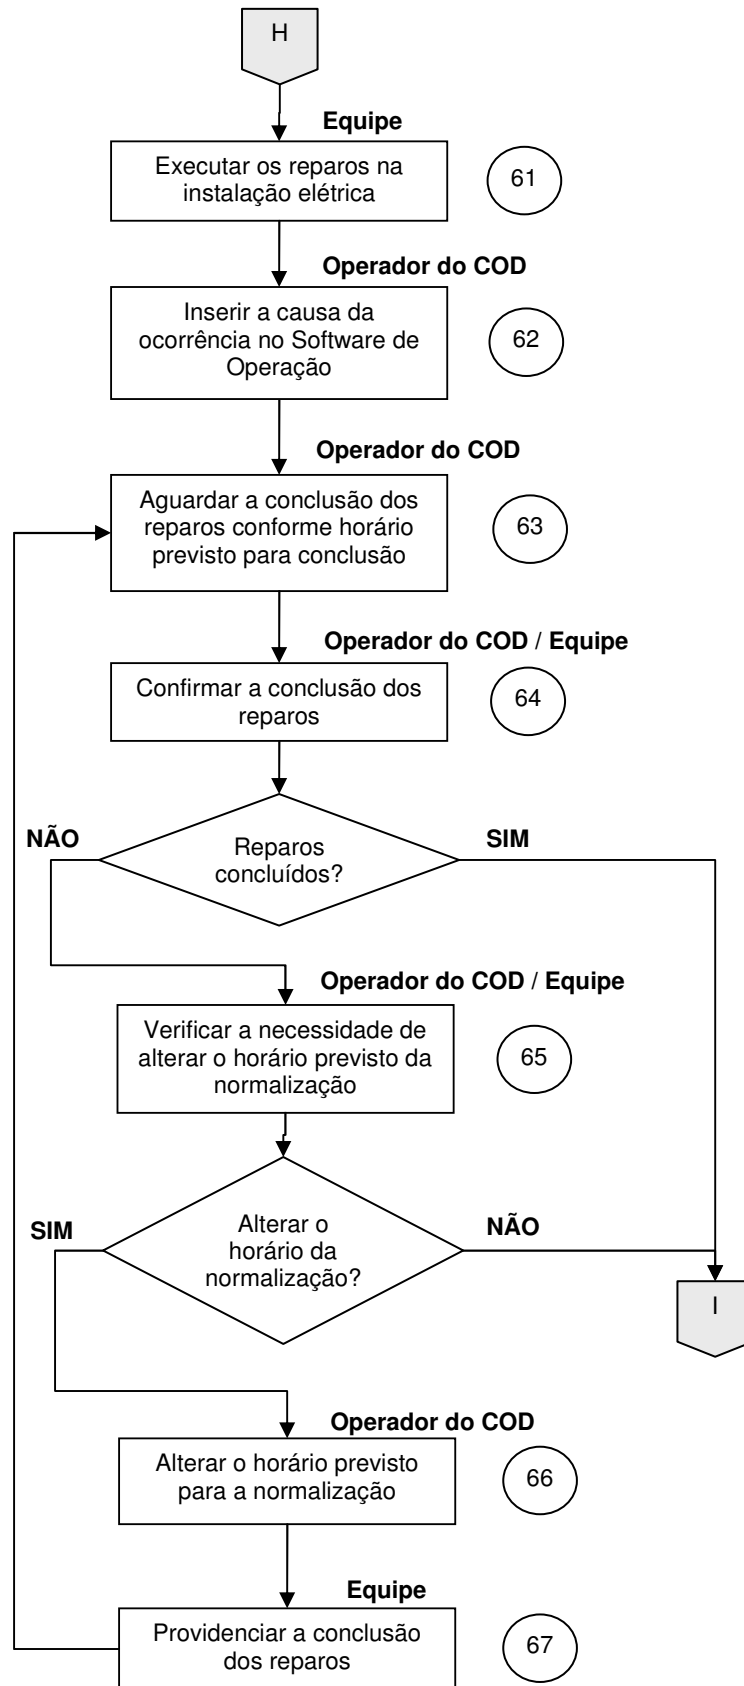 H
Equipe
Executar os reparos na
instalação elétrica
61
Operador do COD
Inserir a causa da
ocorrência no Software de
Operação
62
Operador do COD
Aguardar a conclusão dos
reparos conforme horário
previsto para conclusão
63
Operador do COD / Equipe
Confirmar a conclusão dos
reparos
64
NÃO
Reparos
concluídos?
SIM
Operador do COD / Equipe
Verificar a necessidade de
alterar o horário previsto da
normalização
65
SIM
Alterar o
horário da
normalização?
NÃO
I
Operador do COD
Alterar o horário previsto
para a normalização
66
Equipe
Providenciar a conclusão
dos reparos
67